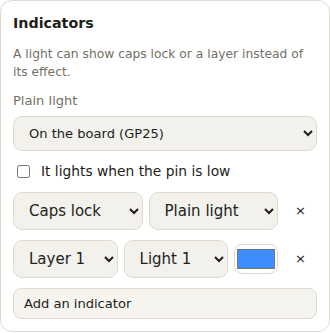 Indicators
A light can show caps lock or a layer instead of
its effect.
Plain light
On the board (GP25)
It lights when the pin is low
Caps lock Plain light ×
Layer 1 Light 1 ×
Add an indicator